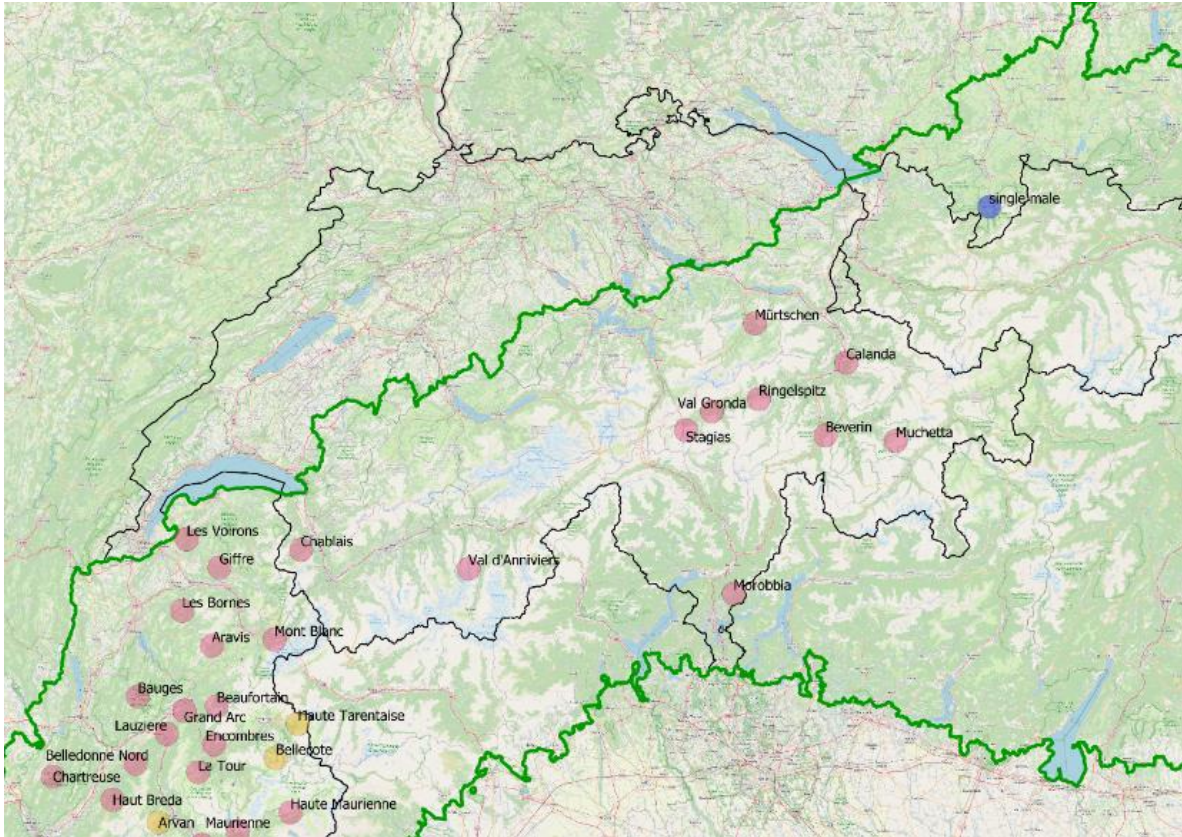 single male
Mürtschen
Calanda
Ringelspitz
Val Gronda
Stagias
Beverin
Muchetta
Les Voirons
Chablais
Giffre
Val d'Anniviers
Morobbia
Les Bornes
Aravis
Mont Blanc
Bauges
Beaufortain
Grand Arc
Haute Tarentaise
Lauziere
Encombres
Belledonne Nord
Bellecote
La Tour
Chartreuse
Haut Breda
Haute Maurienne
Arvan
Maurienne